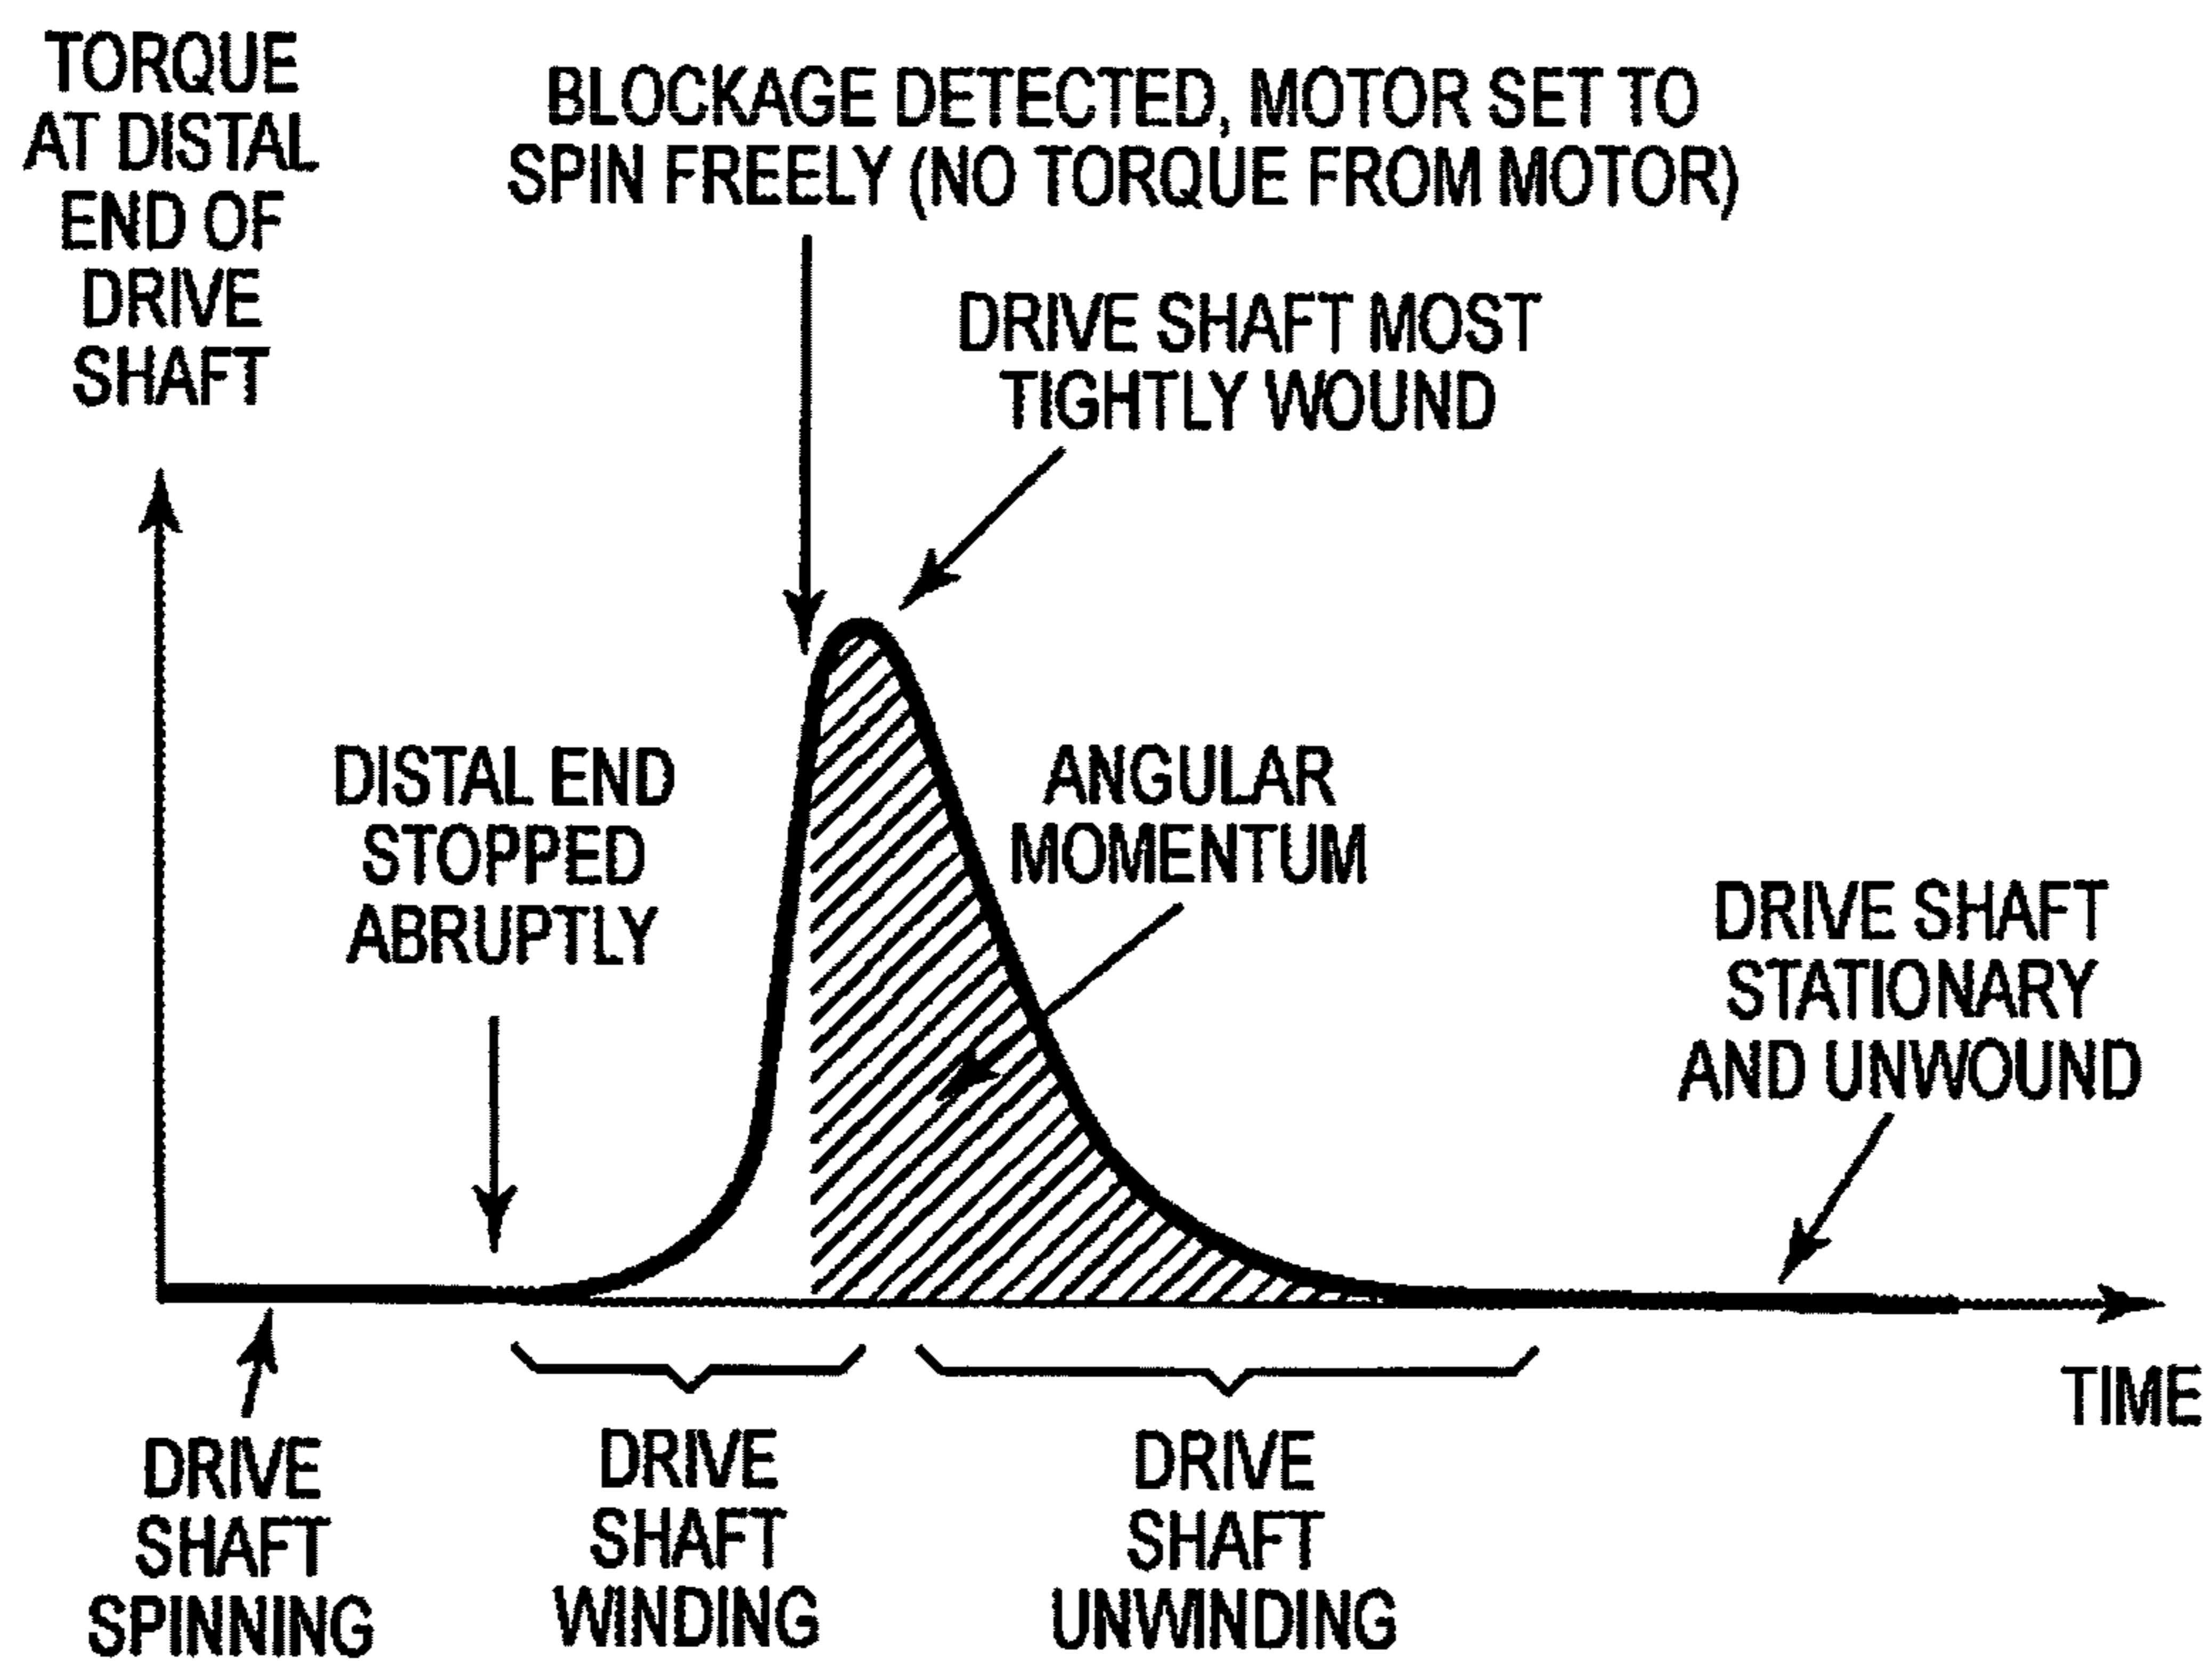 TORQUE
AT DISTAL
END OF
DRIVE
SHAFT
BLOCKAGE DETECTED, MOTOR SET TO
SPIN FREELY (NO TORQUE FROM MOTOR)
DRIVE SHAFT MOST
TIGHTLY WOUND
DISTAL END
STOPPED
ABRUPTLY
ANGULAR
MOMENTUM
DRIVE SHAFT
STATIONARY
AND UNWOUND
TIME
DRIVE
SHAFT
SPINNING
DRIVE
SHAFT
WINDING
DRIVE
SHAFT
UNWINDING